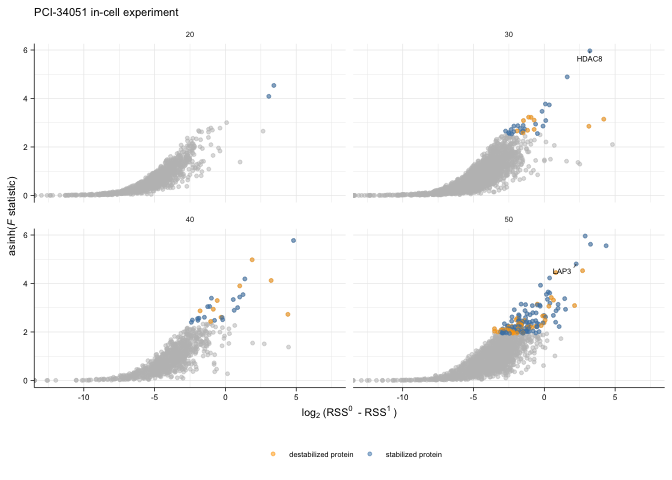 PCI-34051 in-cell experiment
20
30
6
4
2
0
HDAC8
40
50
6
4
2
0
LAP3
-10
-5
0
5
-10
-5
0
5
asinh(F statistic)
log₂ (RSS⁰ - RSS¹ )
destabilized protein
stabilized protein